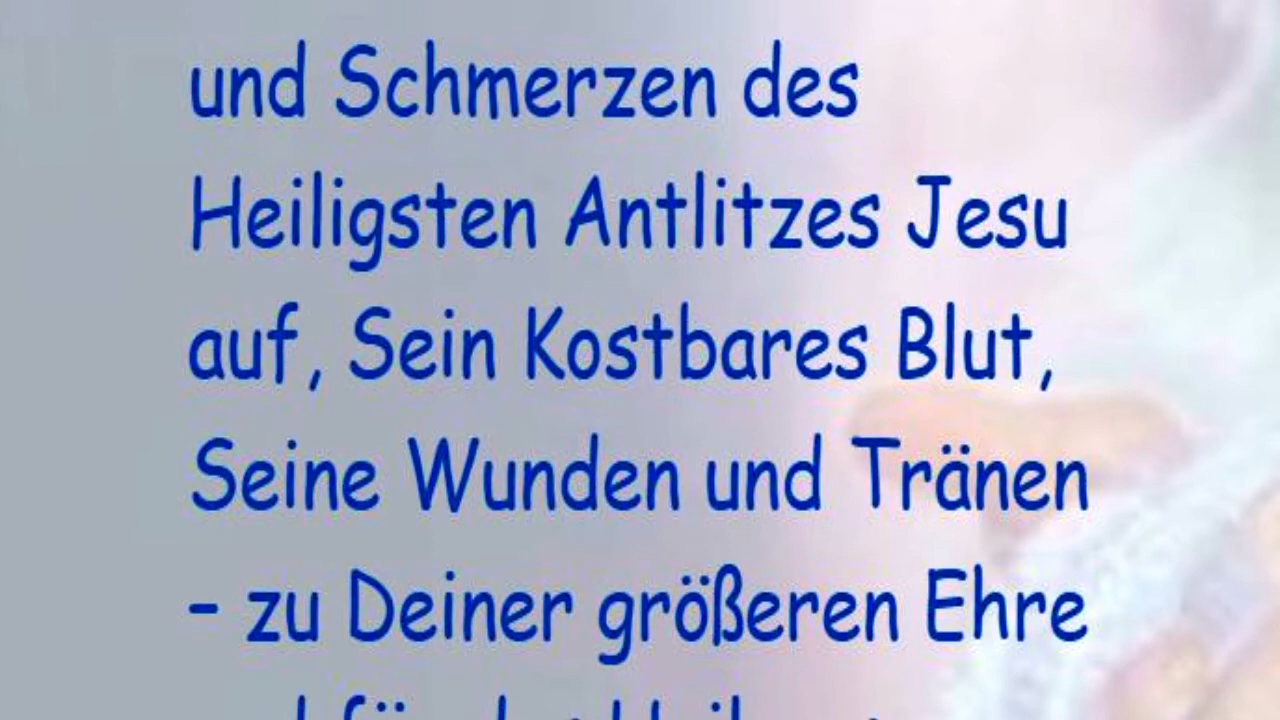 und Schmerzen des
Heiligsten Antlitzes Jesu
auf, Sein Kostbares Blut,
Seine Wunden und Tränen
– zu Deiner größeren Ehre